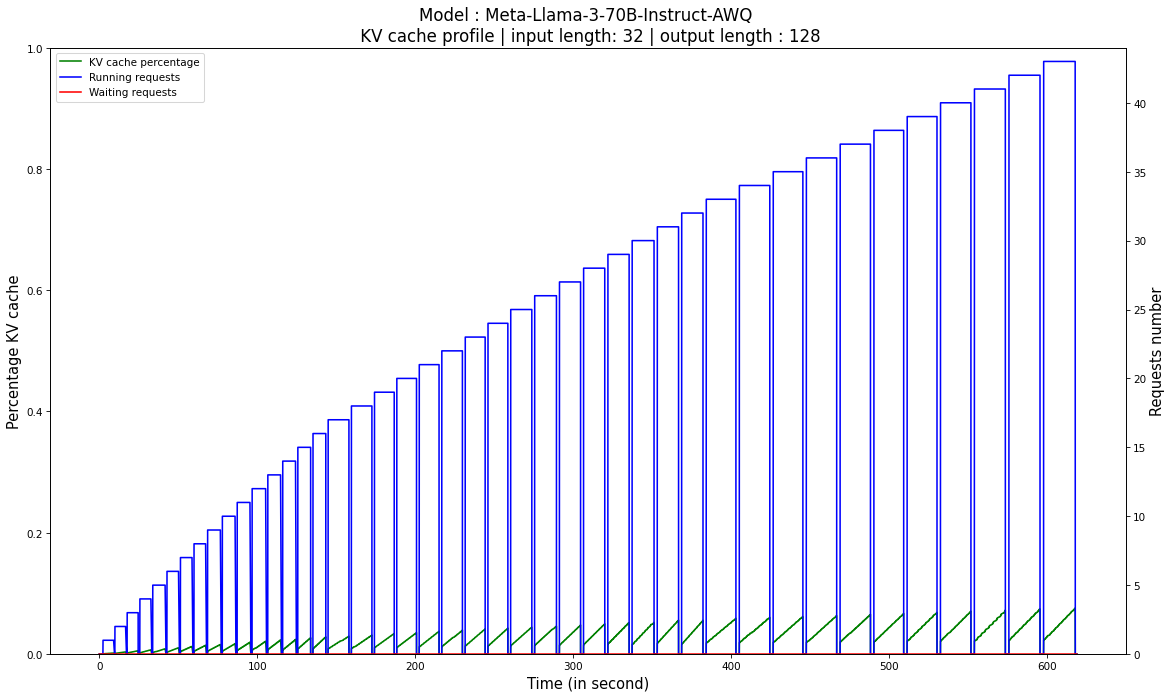 Model : Meta-Llama-3-70B-Instruct-AWQ
KV cache profile | input length: 32 | output length : 128
KV cache percentage
Running requests
Waiting requests
Percentage KV cache
1.0
0.8
0.6
0.4
0.2
0.0
0
100
200
300
400
500
600
Time (in second)
40
35
30
25
20
15
10
5
0
Requests number